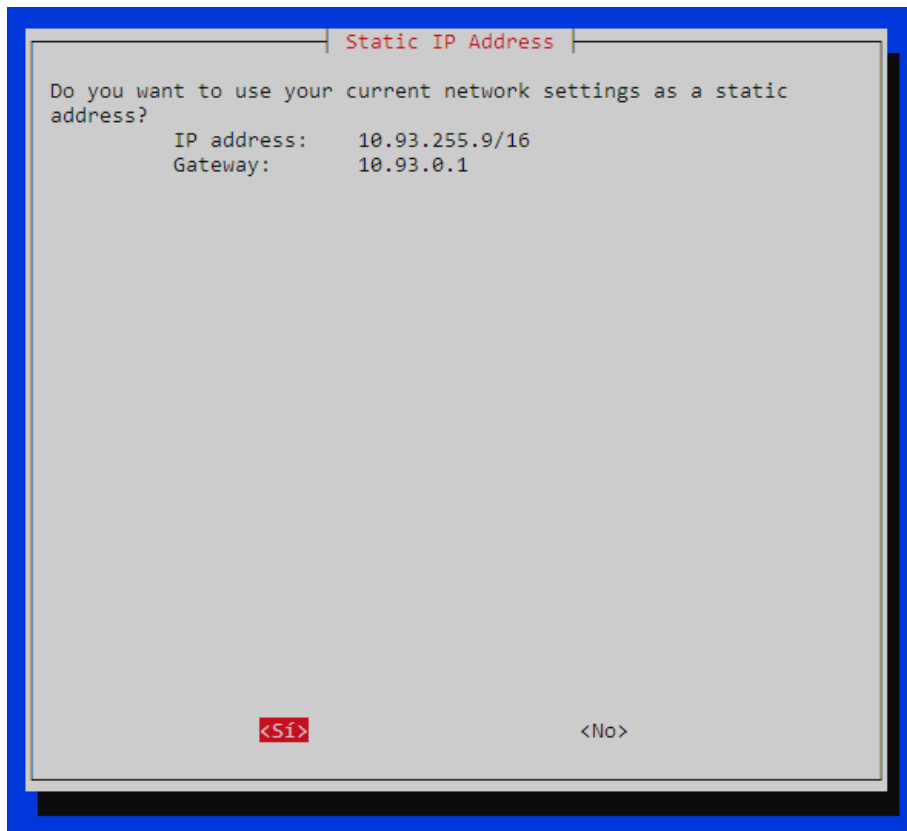 Static IP Address
Do you want to use your current network settings as a static
address?
IP address: 10.93.255.9/16
Gateway: 10.93.0.1
<Sí> <No>